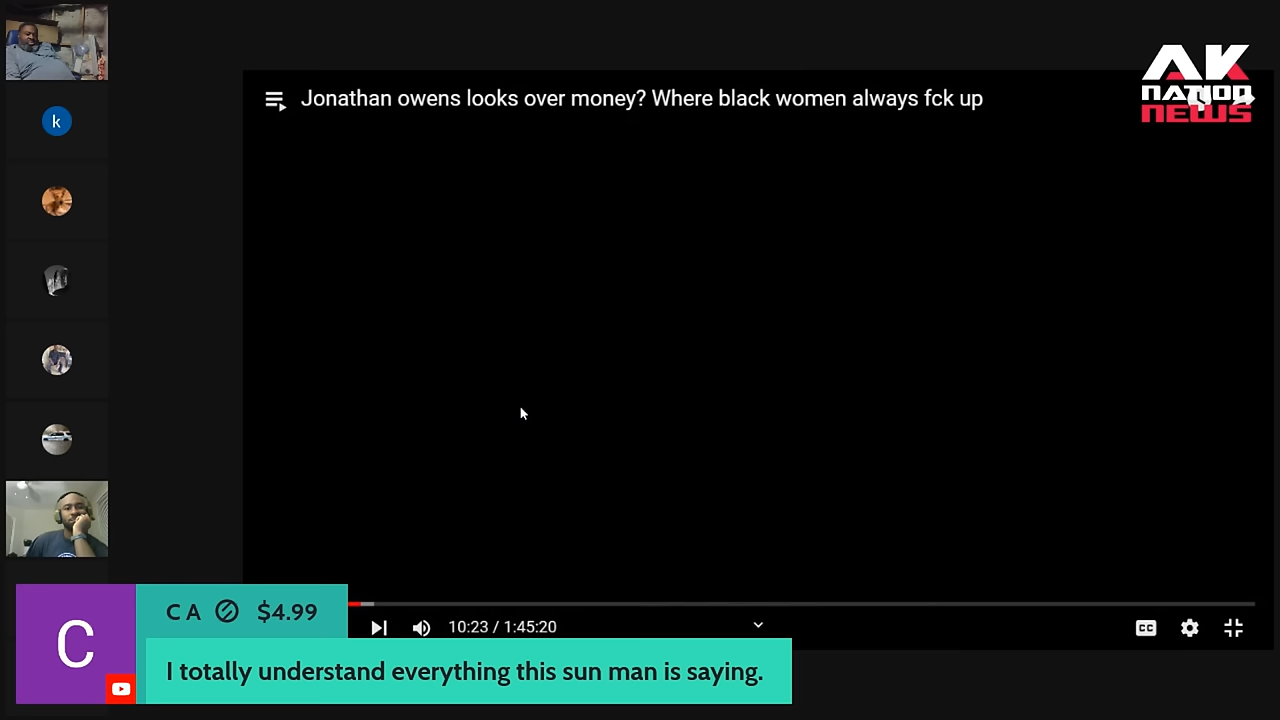 Jonathan owens looks over money? Where black women always fck up
AK
NATION
NEWS
k
C
C A $4.99
I totally understand everything this sun man is saying.
10:23 / 1:45:20
CC